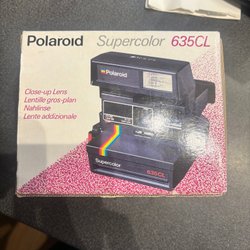 Polaroid Supercolor 635CL
Close-up Lens
Lentille gros-plan
Nahlinse
Lente addizionale
Polaroid
Supercolor
635CL